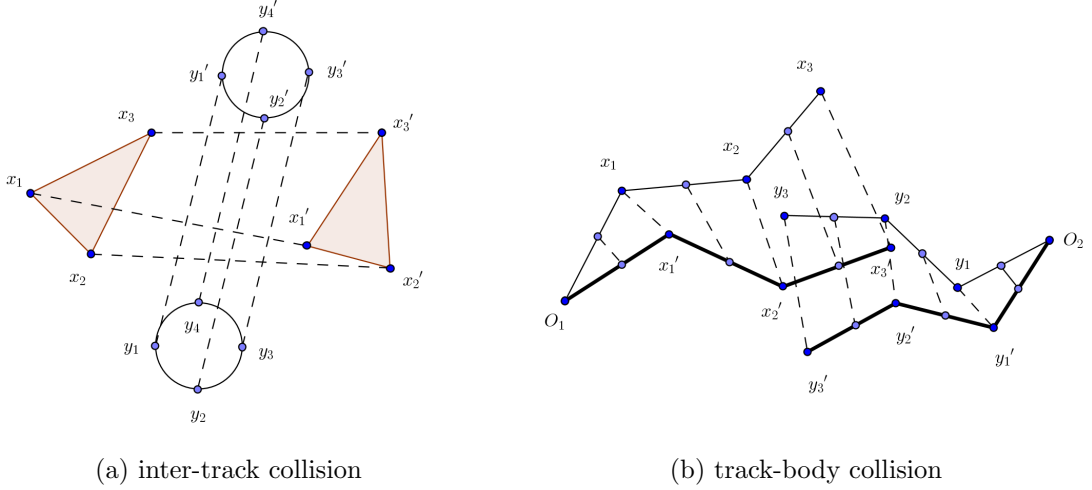 y₄′
y₁′
y₃′
y₂′
x₃
x₃′
x₁
x₁′
x₂
x₂′
y₄
y₁
y₃
y₂
(a) inter-track collision
x₃
x₂
x₁
y₃
y₂
O₂
x₁′
x₃′
y₁
x₂′
O₁
y₂′
y₁′
y₃′
(b) track-body collision